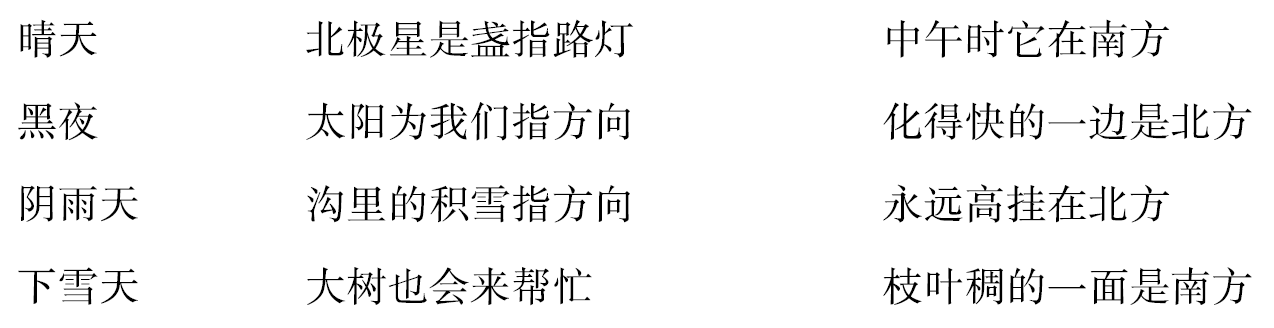 晴天 北极星是盏指路灯 中午时它在南方
黑夜 太阳为我们指方向 化得快的一边是北方
阴雨天 沟里的积雪指方向 永远高挂在北方
下雪天 大树也会来帮忙 枝叶稠的一面是南方